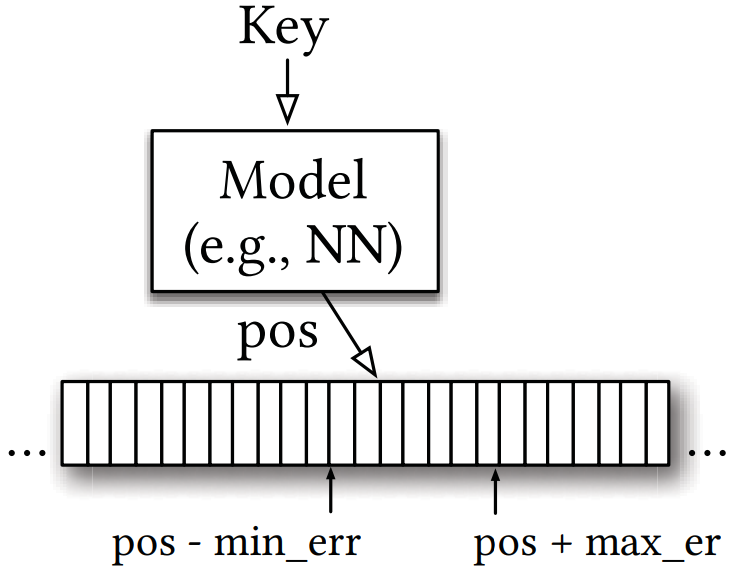 Key
Model
(e.g., NN)
pos
... ...
pos - min_err pos + max_er